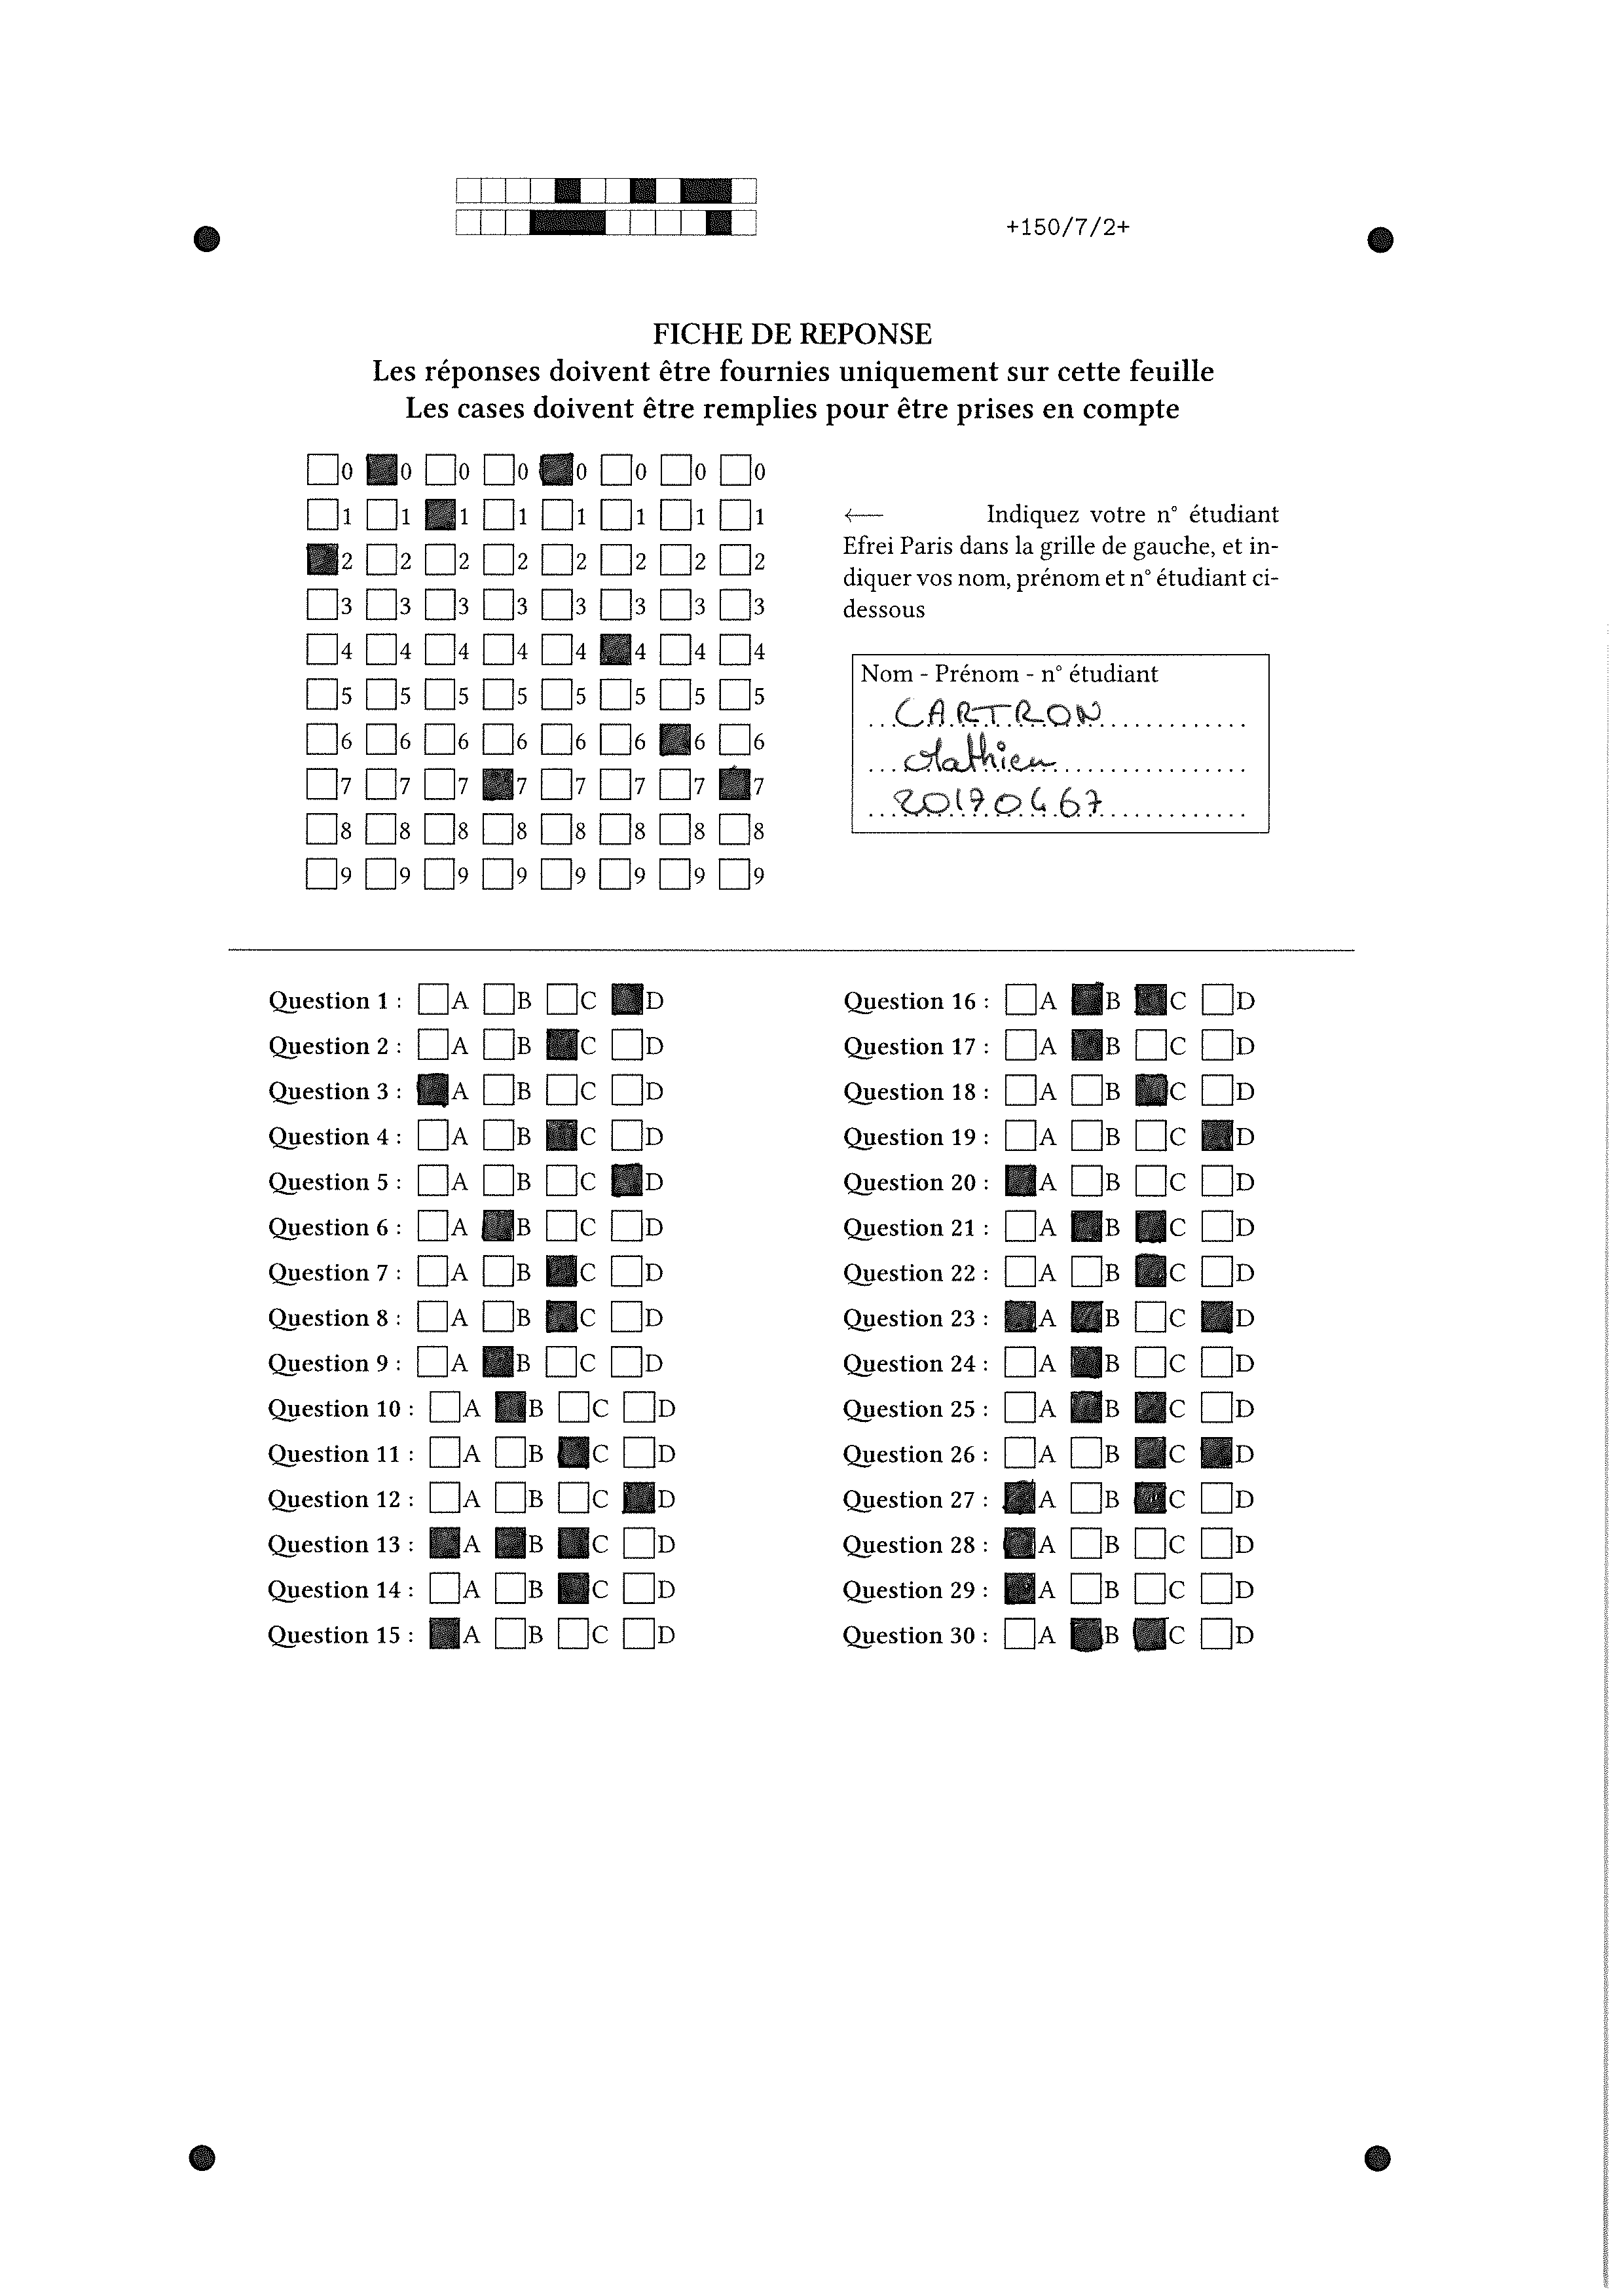 +150/7/2+
FICHE DE REPONSE
Les réponses doivent être fournies uniquement sur cette feuille
Les cases doivent être remplies pour être prises en compte
0 0 0 0 0 0 0 0
1 1 1 1 1 1 1 1
2 2 2 2 2 2 2 2
3 3 3 3 3 3 3 3
4 4 4 4 4 4 4 4
5 5 5 5 5 5 5 5
6 6 6 6 6 6 6 6
7 7 7 7 7 7 7 7
8 8 8 8 8 8 8 8
9 9 9 9 9 9 9 9
← Indiquez votre n° étudiant
Efrei Paris dans la grille de gauche, et in-
diquer vos nom, prénom et n° étudiant ci-
dessous
Nom - Prénom - n° étudiant
CARTRON
Mathieu
20170467
Question 1 : A B C D
Question 2 : A B C D
Question 3 : A B C D
Question 4 : A B C D
Question 5 : A B C D
Question 6 : A B C D
Question 7 : A B C D
Question 8 : A B C D
Question 9 : A B C D
Question 10 : A B C D
Question 11 : A B C D
Question 12 : A B C D
Question 13 : A B C D
Question 14 : A B C D
Question 15 : A B C D
Question 16 : A B C D
Question 17 : A B C D
Question 18 : A B C D
Question 19 : A B C D
Question 20 : A B C D
Question 21 : A B C D
Question 22 : A B C D
Question 23 : A B C D
Question 24 : A B C D
Question 25 : A B C D
Question 26 : A B C D
Question 27 : A B C D
Question 28 : A B C D
Question 29 : A B C D
Question 30 : A B C D